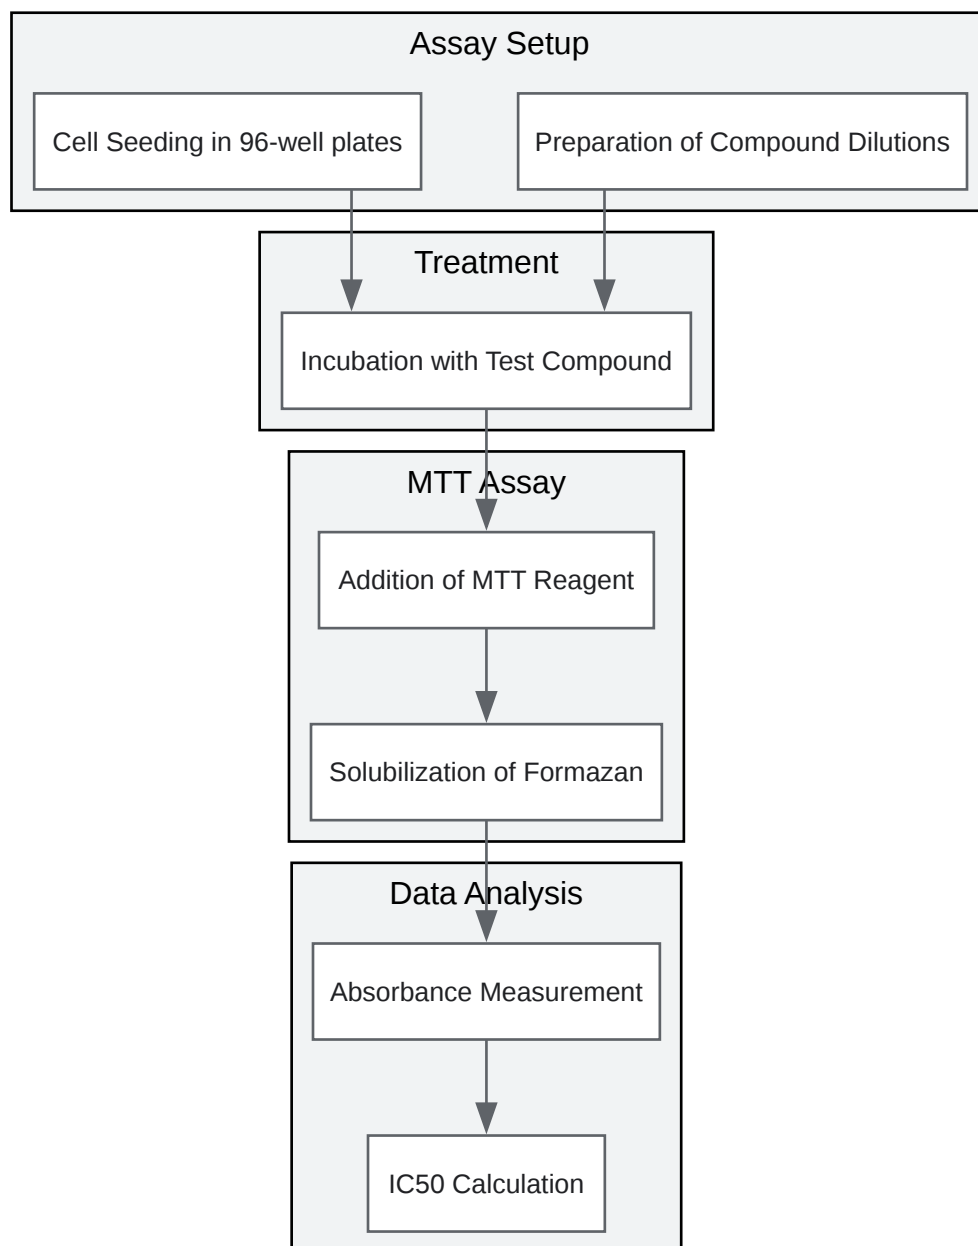 Assay Setup
Cell Seeding in 96-well plates
Preparation of Compound Dilutions
Treatment
Incubation with Test Compound
MTT Assay
Addition of MTT Reagent
Solubilization of Formazan
Data Analysis
Absorbance Measurement
IC50 Calculation